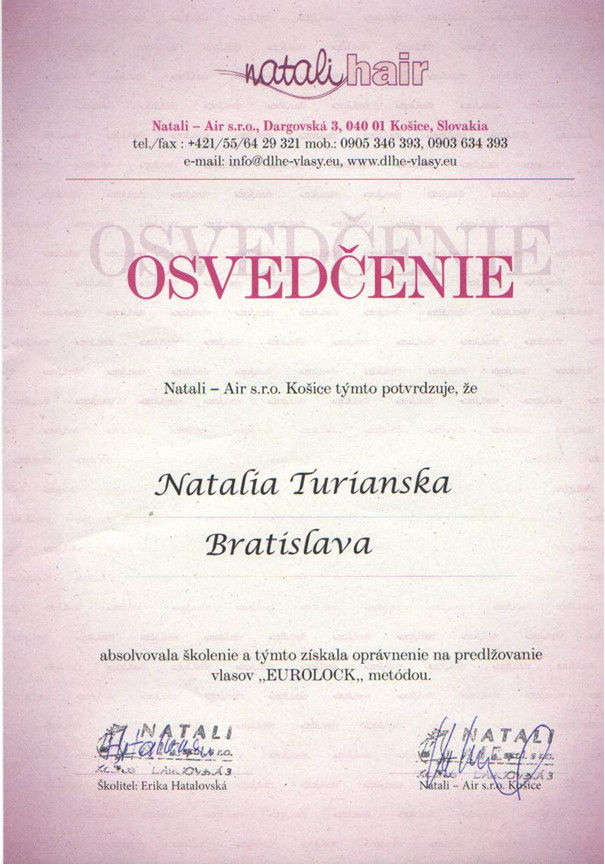 natali hair
Natali – Air s.r.o., Dargovská 3, 040 01 Košice, Slovakia
tel./fax : +421/55/64 29 321 mob.: 0905 346 393, 0903 634 393
e-mail: info@dlhe-vlasy.eu, www.dlhe-vlasy.eu
OSVEDČENIE
OSVEDČENIE
Natali – Air s.r.o. Košice týmto potvrdzuje, že
Natalia Turianska
Bratislava
absolvovala školenie a týmto získala oprávnenie na predlžovanie
vlasov ,,EUROLOCK,, metódou.
NATALI
NATALI
Školiteľ: Erika Hatalovská
Natali – Air s.r.o. Košice